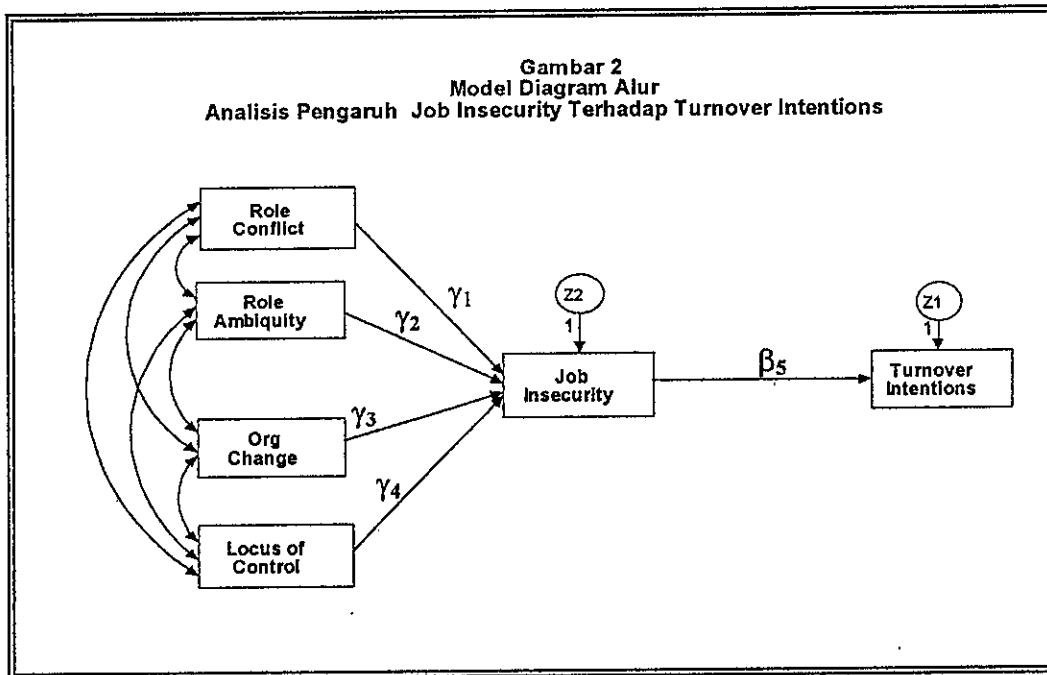 Gambar 2
Model Diagram Alur
Analisis Pengaruh Job Insecurity Terhadap Turnover Intentions
Role
Conflict
γ1
Role
Ambiquity
γ2
Z2
1
Z1
1
Job
Insecurity
β5
Turnover
Intentions
Org
Change
γ3
γ4
Locus of
Control